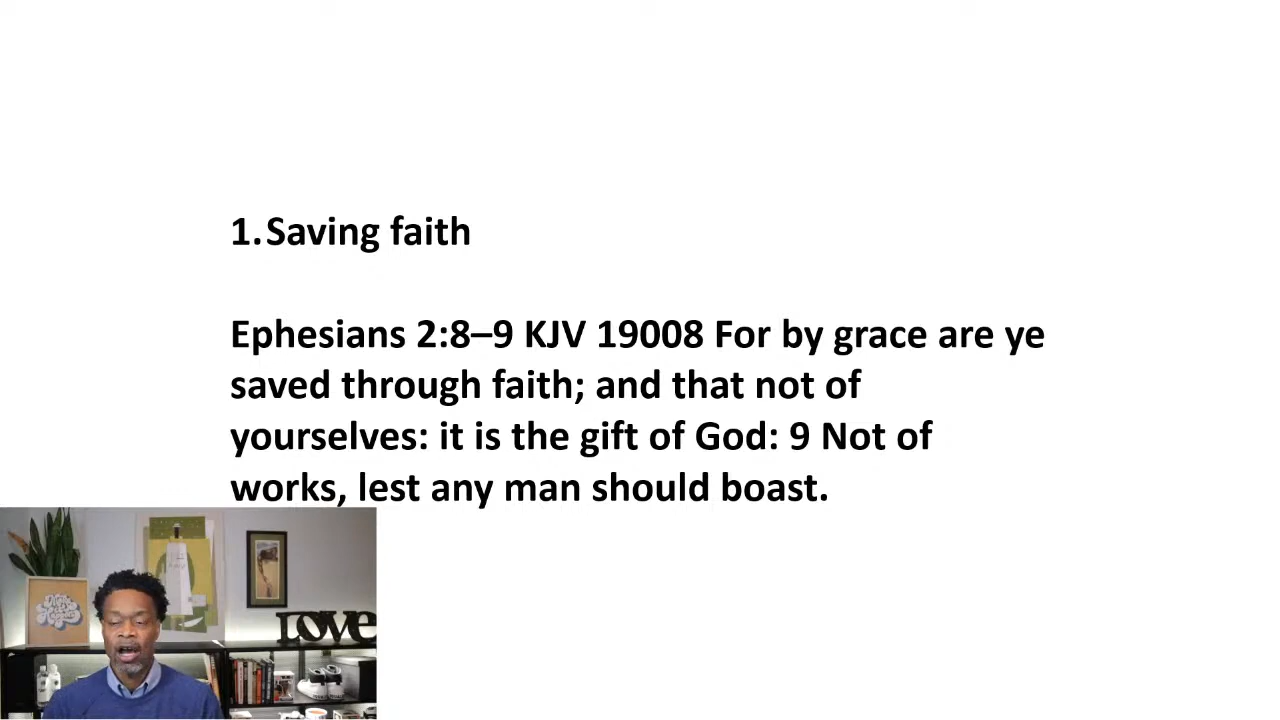 1. Saving faith
Ephesians 2:8–9 KJV 19008 For by grace are ye
saved through faith; and that not of
yourselves: it is the gift of God: 9 Not of
works, lest any man should boast.
LOVE